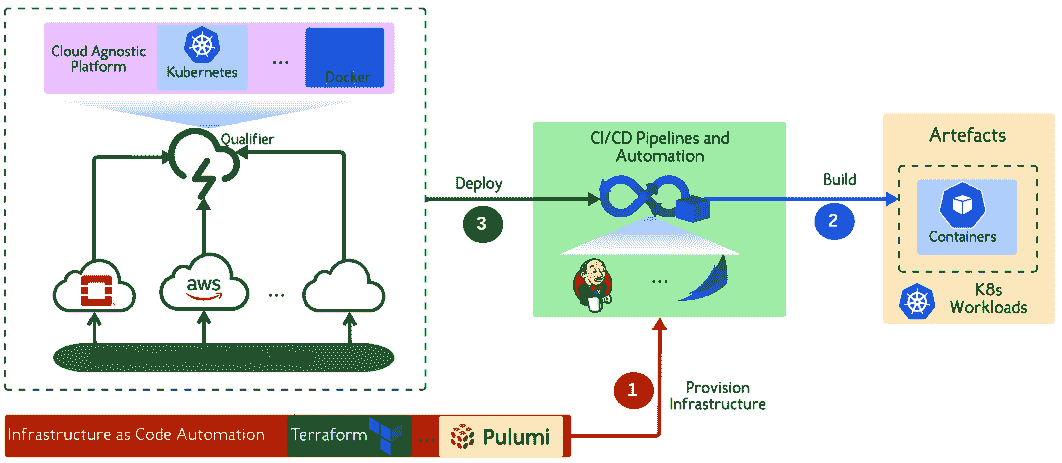 Cloud Agnostic
Platform
Kubernetes
...
Docker
Qualifier
aws
...
Deploy
3
CI/CD Pipelines and
Automation
...
Build
2
Artefacts
Containers
K8s
Workloads
1
Provision
Infrastructure
Infrastructure as Code Automation
Terraform
...
Pulumi